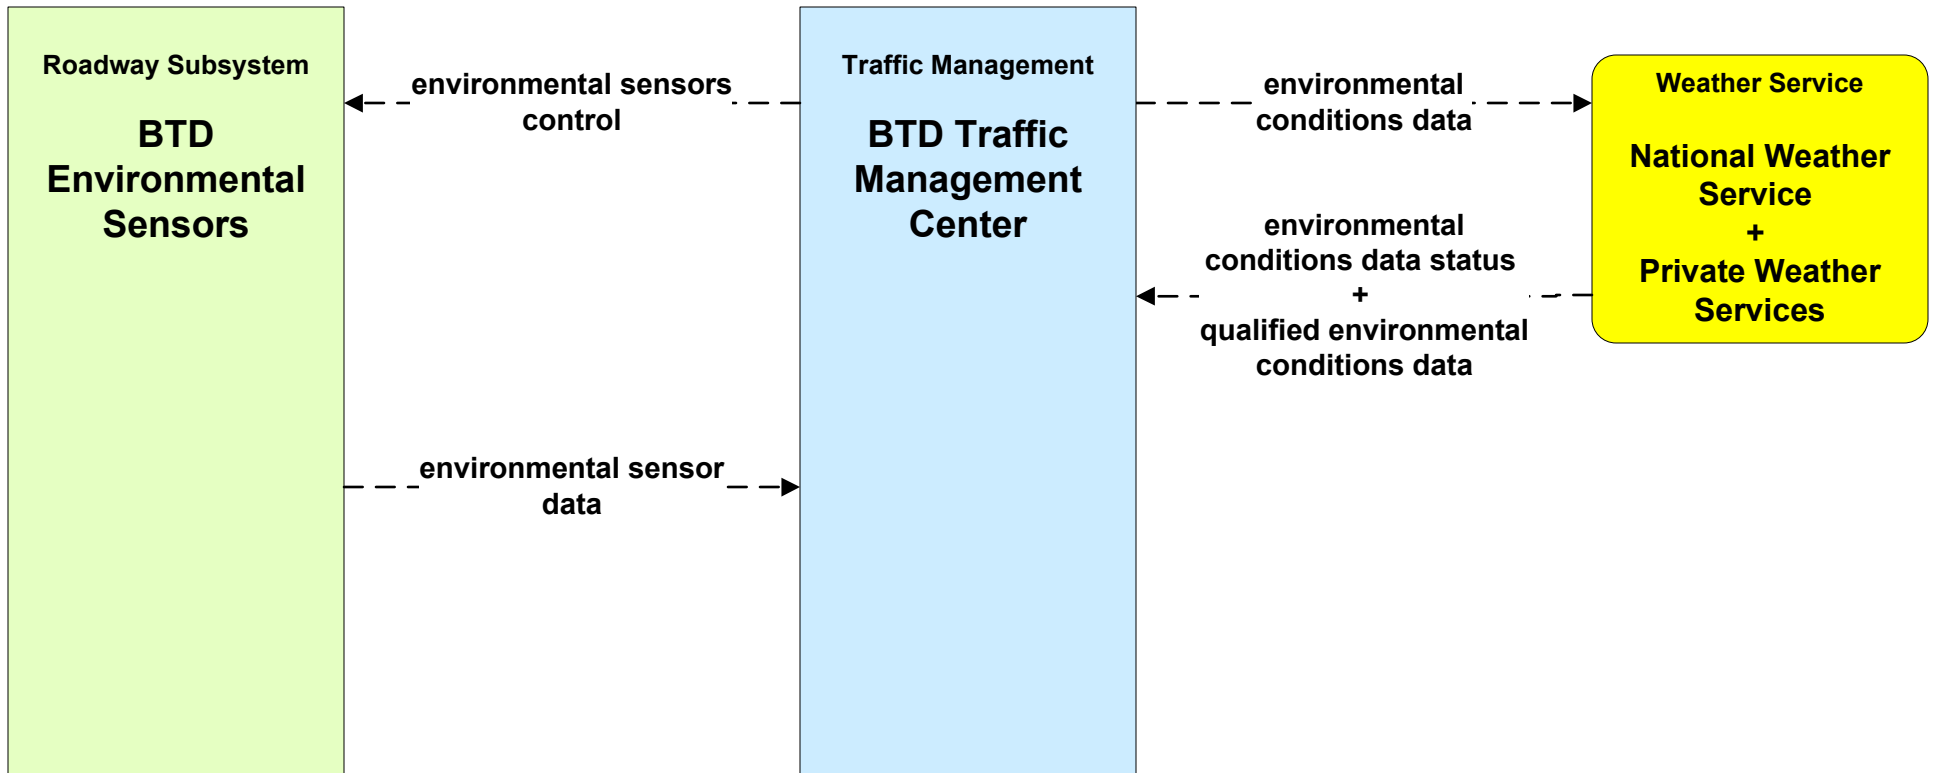 Roadway Subsystem
BTD
Environmental
Sensors
environmental sensors
control
environmental sensor
data
Traffic Management
BTD Traffic
Management
Center
environmental
conditions data
environmental
conditions data status
+
qualified environmental
conditions data
Weather Service
National Weather
Service
+
Private Weather
Services